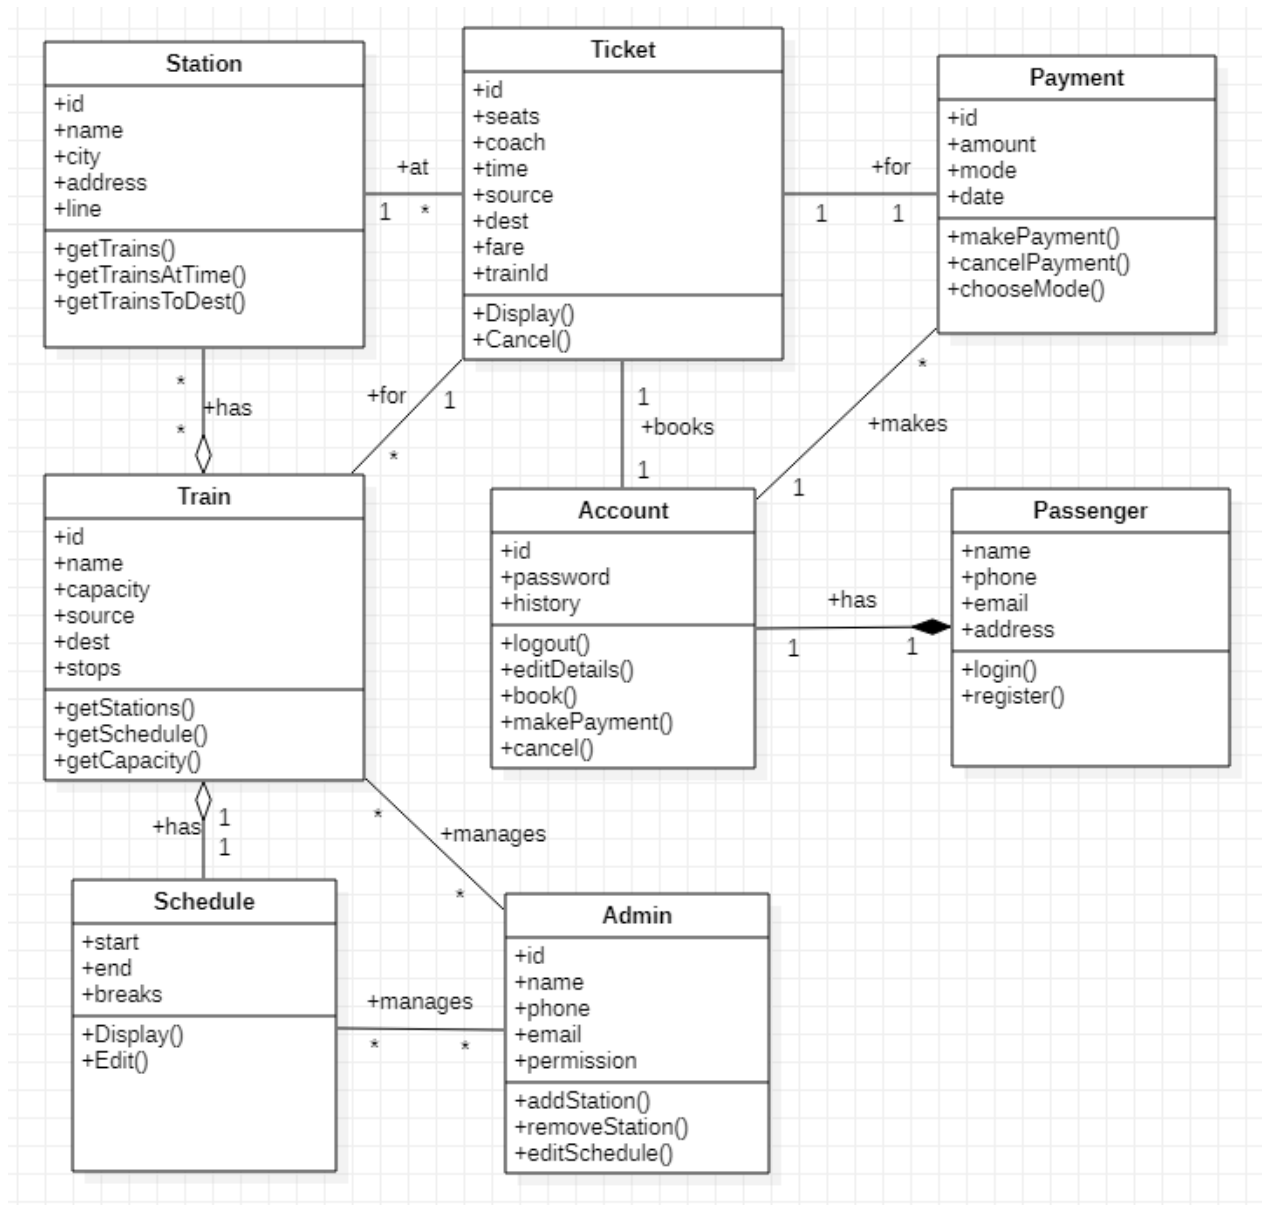 Station
+id
+name
+city
+address
+line
+getTrains()
+getTrainsAtTime()
+getTrainsToDest()
+at
1 *
Ticket
+id
+seats
+coach
+time
+source
+dest
+fare
+trainId
+Display()
+Cancel()
+for
1 1
Payment
+id
+amount
+mode
+date
+makePayment()
+cancelPayment()
+chooseMode()
*
+has
*
+for
1
*
1
+books
1
*
+makes
1
Train
+id
+name
+capacity
+source
+dest
+stops
+getStations()
+getSchedule()
+getCapacity()
Account
+id
+password
+history
+logout()
+editDetails()
+book()
+makePayment()
+cancel()
+has
1 1
Passenger
+name
+phone
+email
+address
+login()
+register()
1
+has
1
*
+manages
*
Schedule
+start
+end
+breaks
+Display()
+Edit()
+manages
* *
Admin
+id
+name
+phone
+email
+permission
+addStation()
+removeStation()
+editSchedule()